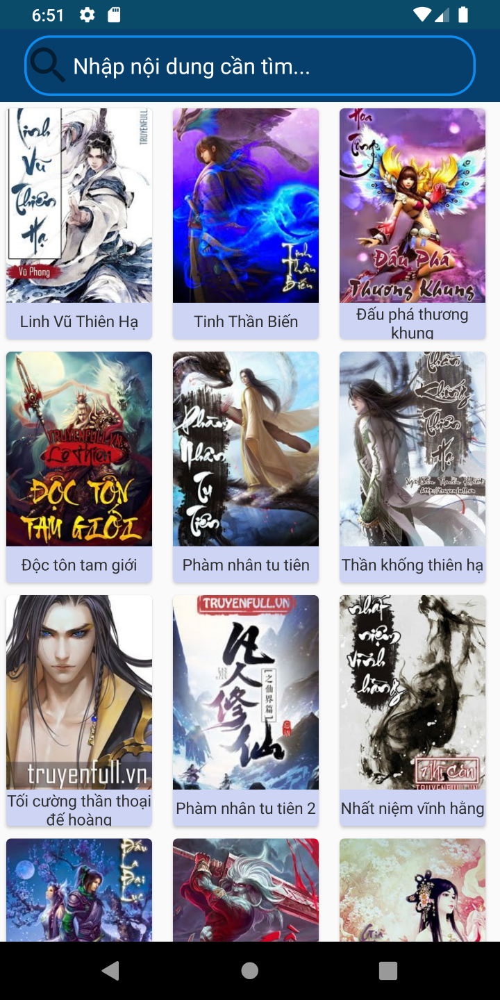 6:51
Nhập nội dung cần tìm...
Linh
Vũ
Thiên
Hạ
TRUYENFULL
Vũ Phong
Tinh
Thần
Biến
Hoa
Đấu Phá
Thương Khung
Linh Vũ Thiên Hạ
Tinh Thần Biến
Đấu phá thương
khung
TRUYENFULL.VN
ĐỘC TÔN
TAM GIỚI
Phàm
Nhân
Tu
Tiên
Thần
Khống
Thiên
Hạ
http://truyenfull.vn
Độc tôn tam giới
Phàm nhân tu tiên
Thần khống thiên hạ
truyenfull.vn
TRUYENFULL.VN
凡人修仙
之仙界篇
nhất
niệm
vĩnh
hằng
Nhĩ Căn
TRUYENFULL.VN
Tối cường thần thoại
đế hoàng
Phàm nhân tu tiên 2
Nhất niệm vĩnh hằng
Đấu
La
Đại
Lục
Gia